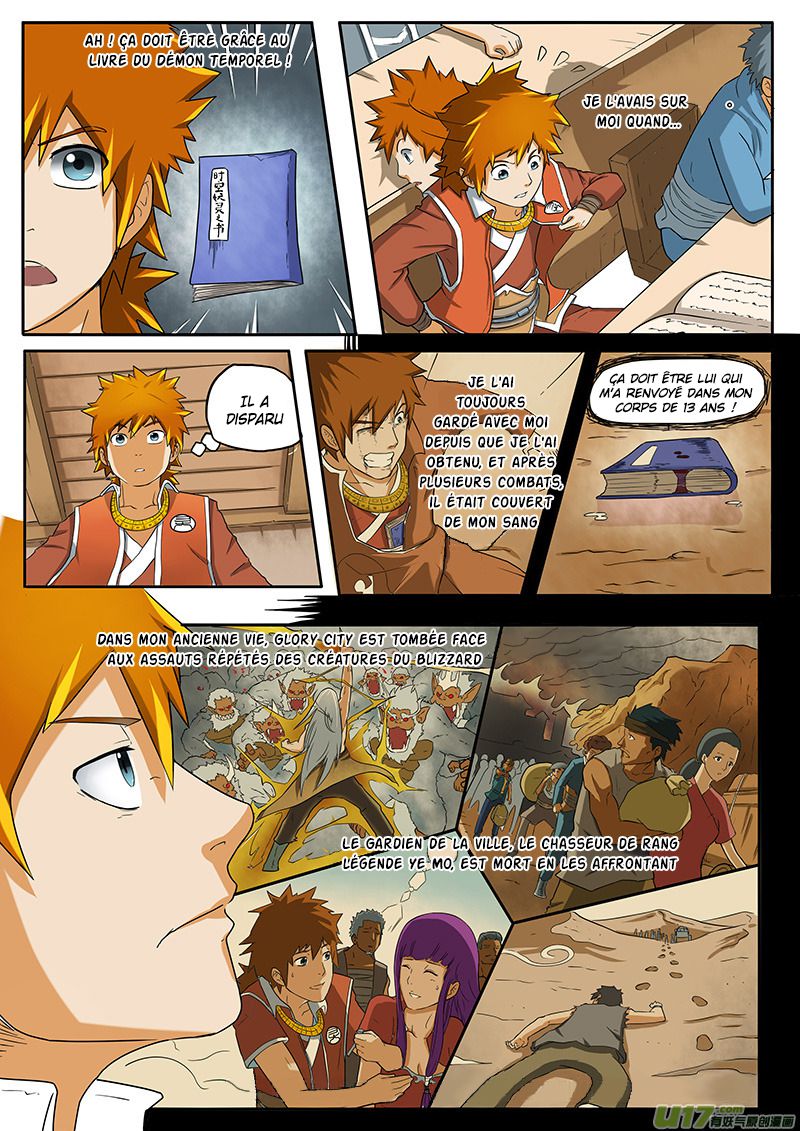 AH ! ÇA DOIT ÊTRE GRÂCE AU
LIVRE DU DÉMON TEMPOREL !
时空妖灵之书
JE L'AVAIS SUR
MOI QUAND...
IL A
DISPARU
JE L'AI
TOUJOURS
GARDÉ AVEC MOI
DEPUIS QUE JE L'AI
OBTENU, ET APRÈS
PLUSIEURS COMBATS,
IL ÉTAIT COUVERT
DE MON SANG
ÇA DOIT ÊTRE LUI QUI
M'A RENVOYÉ DANS MON
CORPS DE 13 ANS !
DANS MON ANCIENNE VIE, GLORY CITY EST TOMBÉE FACE
AUX ASSAUTS RÉPÉTÉS DES CRÉATURES DU BLIZZARD
LE GARDIEN DE LA VILLE, LE CHASSEUR DE RANG
LÉGENDE YE MO, EST MORT EN LES AFFRONTANT
U17.com
有妖气原创动漫